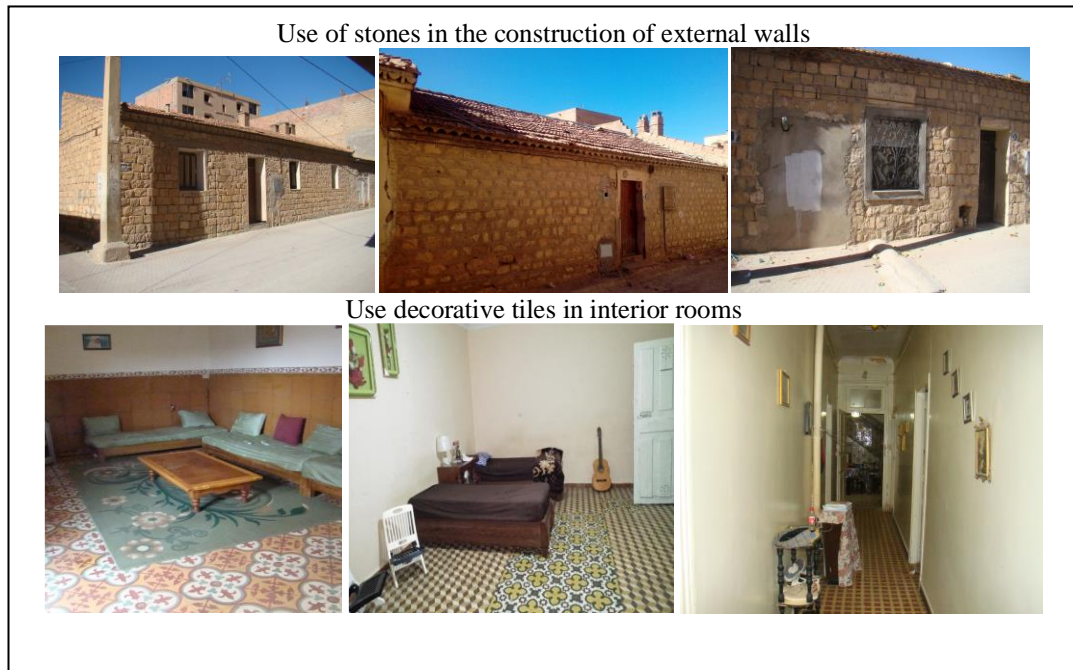 Use of stones in the construction of external walls
Use decorative tiles in interior rooms